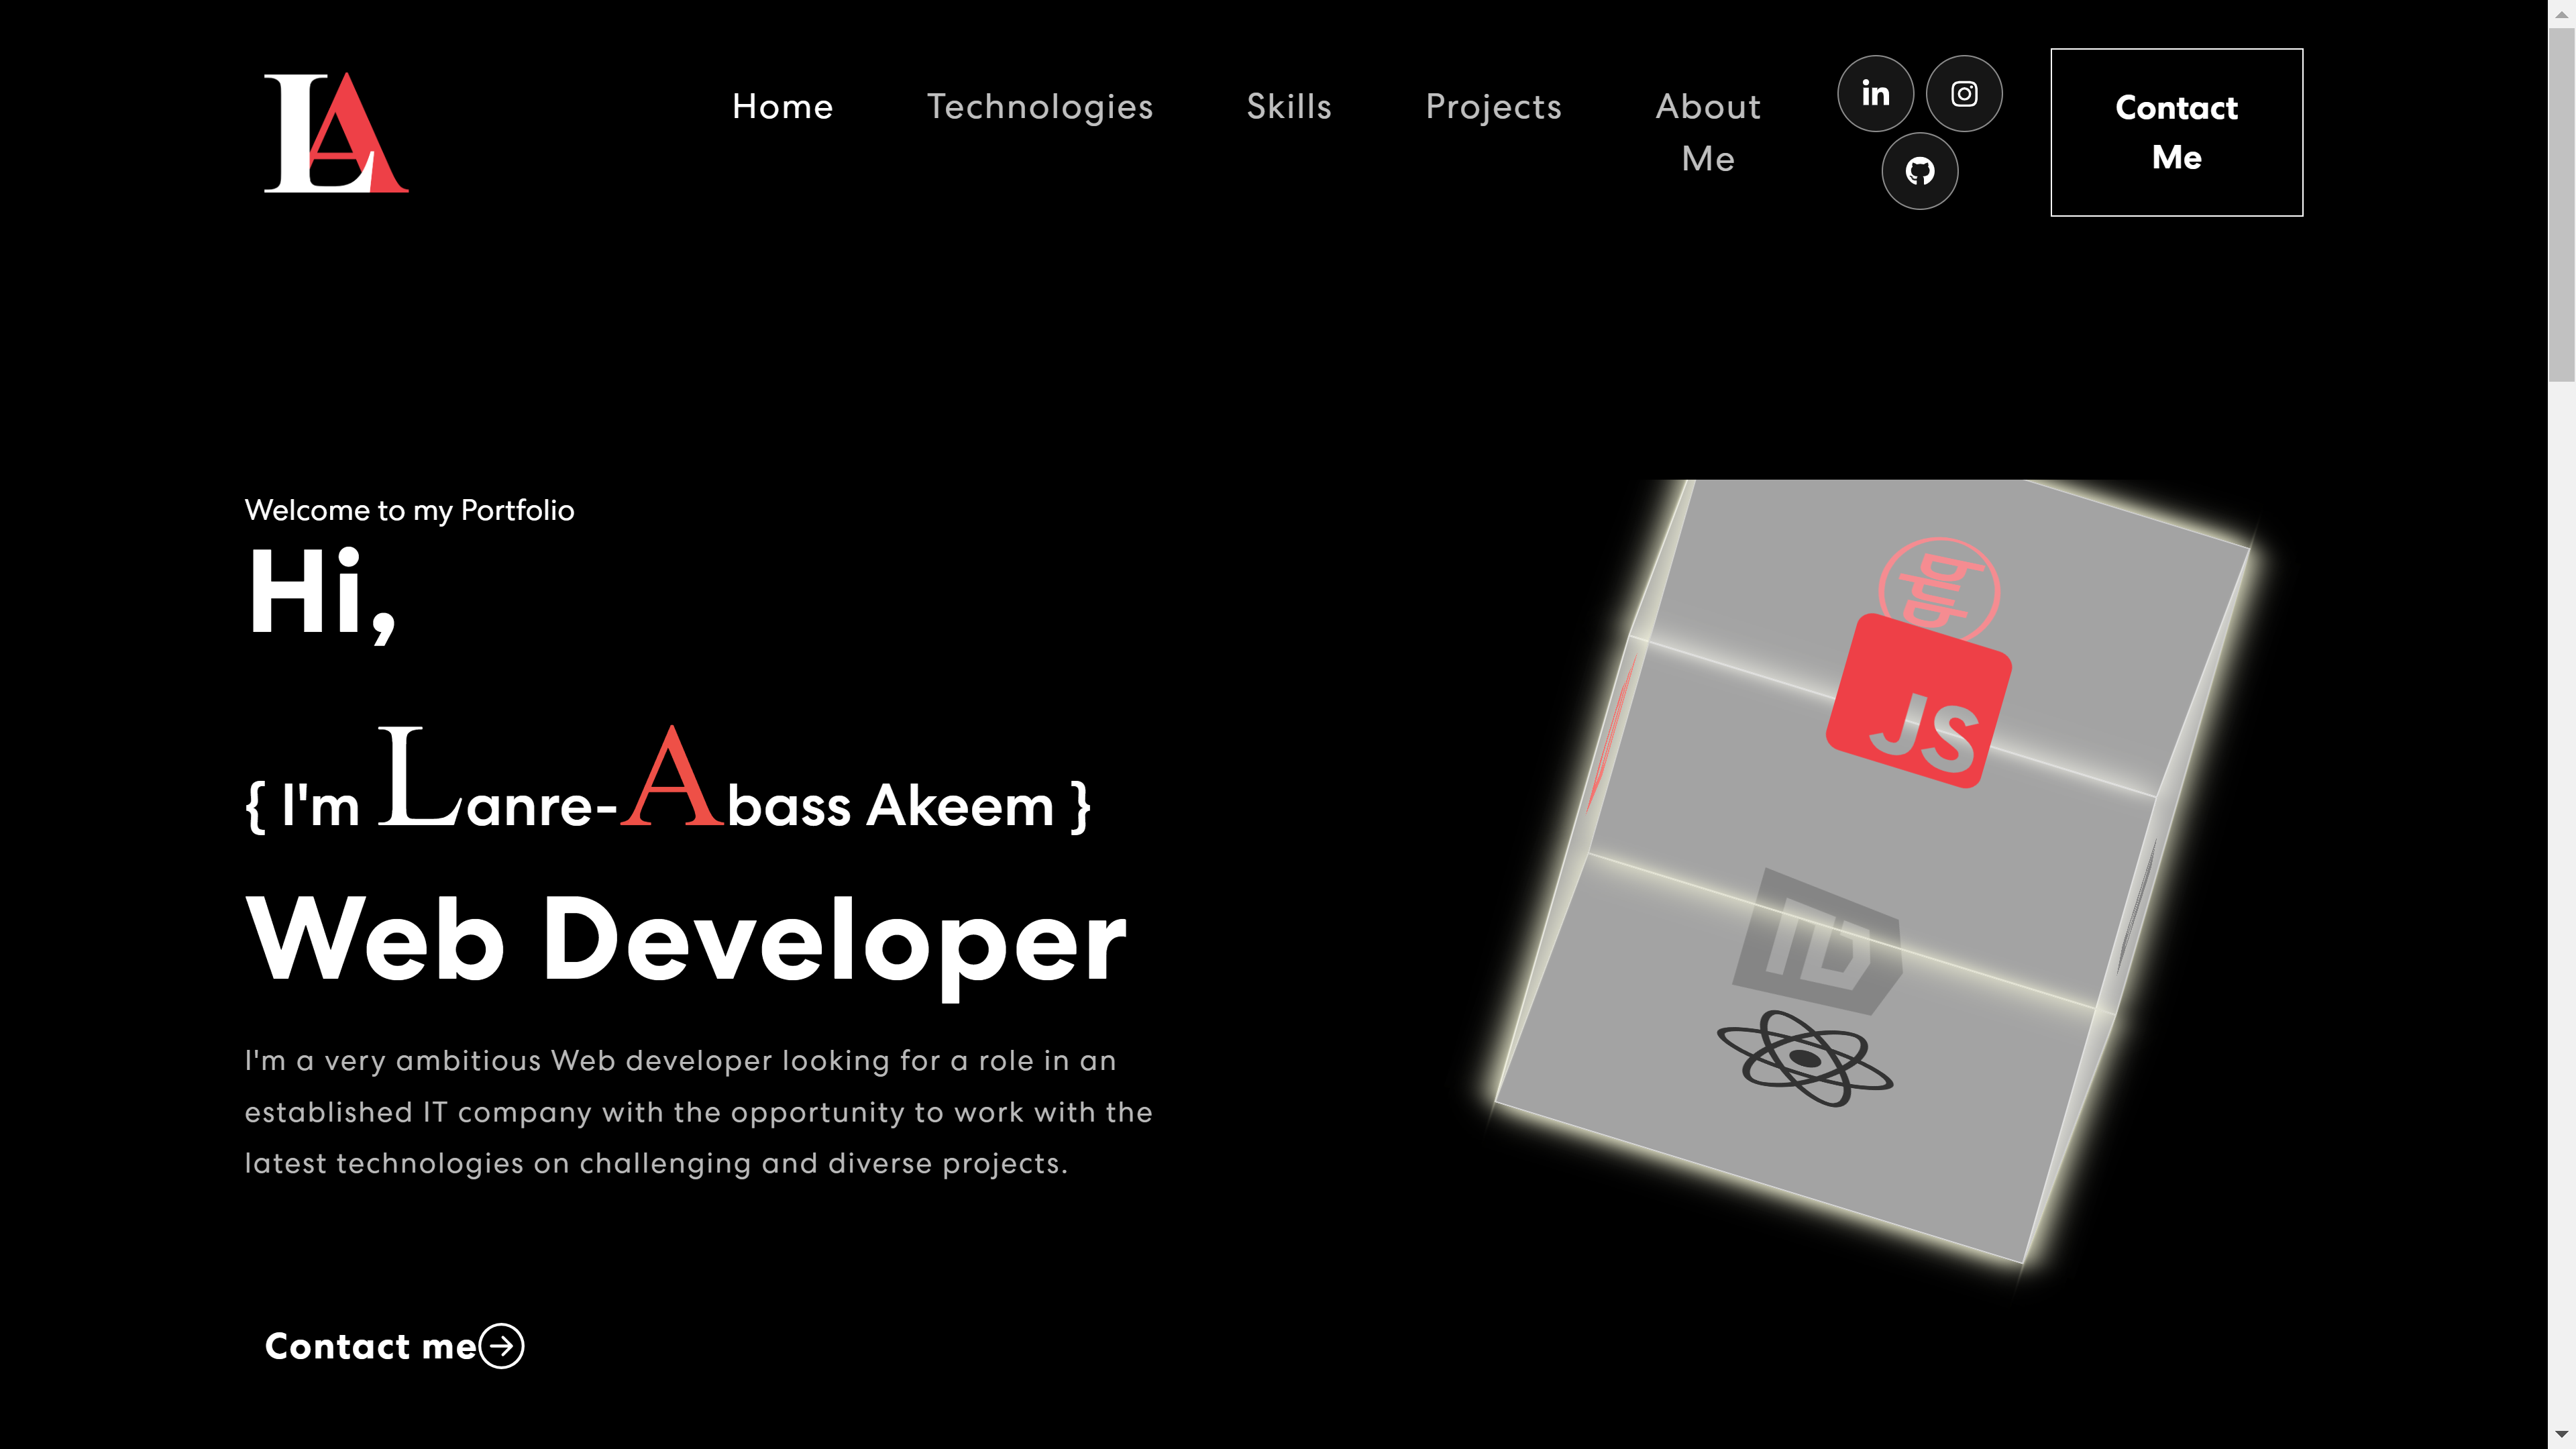 LA
Home
Technologies
Skills
Projects
About
Me
in
Contact
Me
Welcome to my Portfolio
Hi,
{ I'm Lanre-Abass Akeem }
Web Developer
I'm a very ambitious Web developer looking for a role in an
established IT company with the opportunity to work with the
latest technologies on challenging and diverse projects.
Contact me
JS